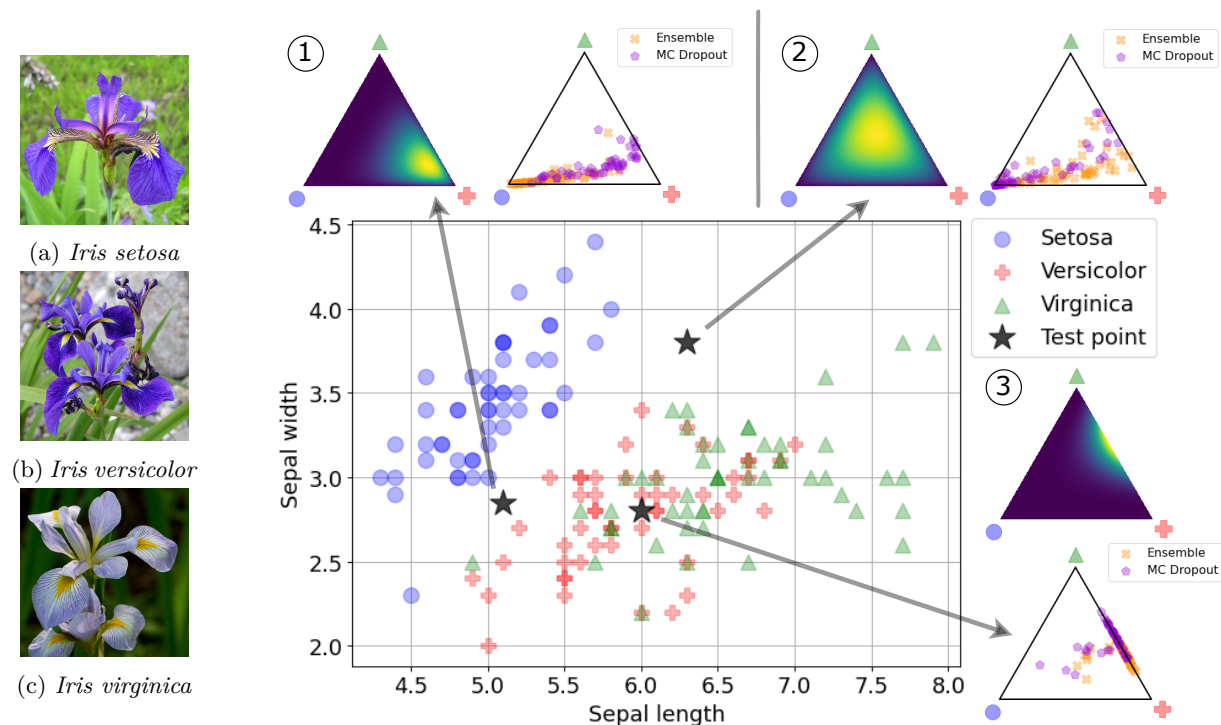 (a) Iris setosa
(b) Iris versicolor
(c) Iris virginica
1
Ensemble
MC Dropout
2
Ensemble
MC Dropout
4.5
4.0
3.5
3.0
2.5
2.0
Sepal width
4.5 5.0 5.5 6.0 6.5 7.0 7.5 8.0
Sepal length
Setosa
Versicolor
Virginica
Test point
3
Ensemble
MC Dropout